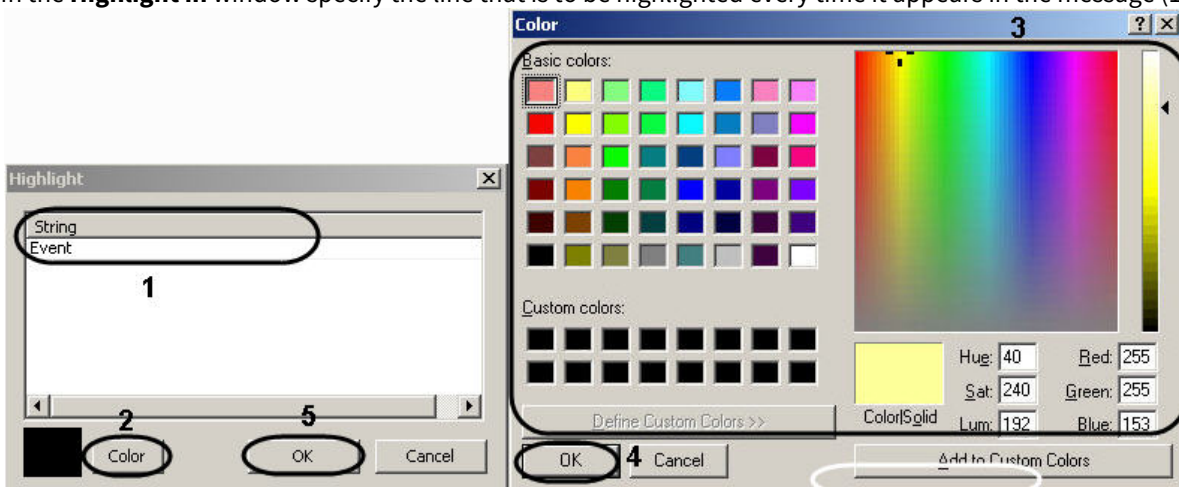 In the Highlight in window specify the line that is to be highlighted every time it appears in the message (1
Color
3
Basic colors:
Highlight
String
Event
1
Custom colors:
Hue: 40 Red: 255
Sat: 240 Green: 255
Color|Solid Lum: 192 Blue: 153
Define Custom Colors >>
2 5
Color OK Cancel
OK 4 Cancel Add to Custom Colors